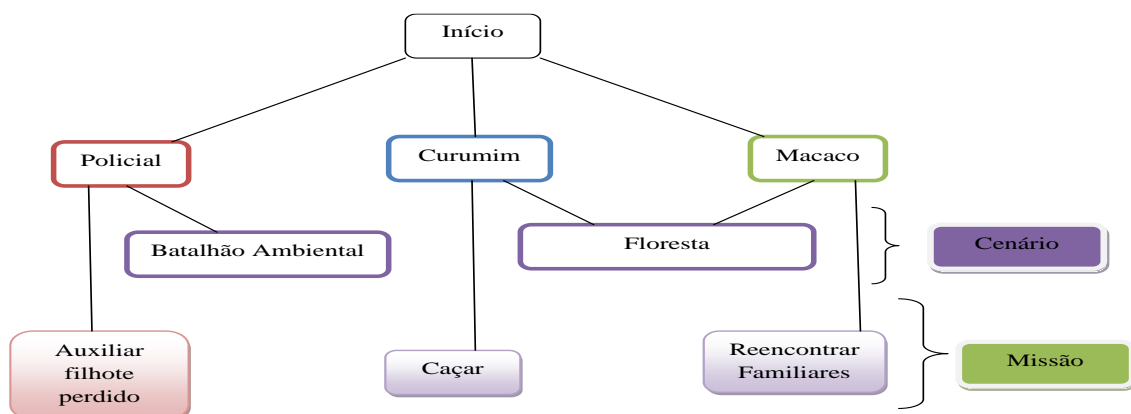 Início
Policial
Curumim
Macaco
Batalhão Ambiental
Floresta
Cenário
Auxiliar
filhote
perdido
Caçar
Reencontrar
Familiares
Missão